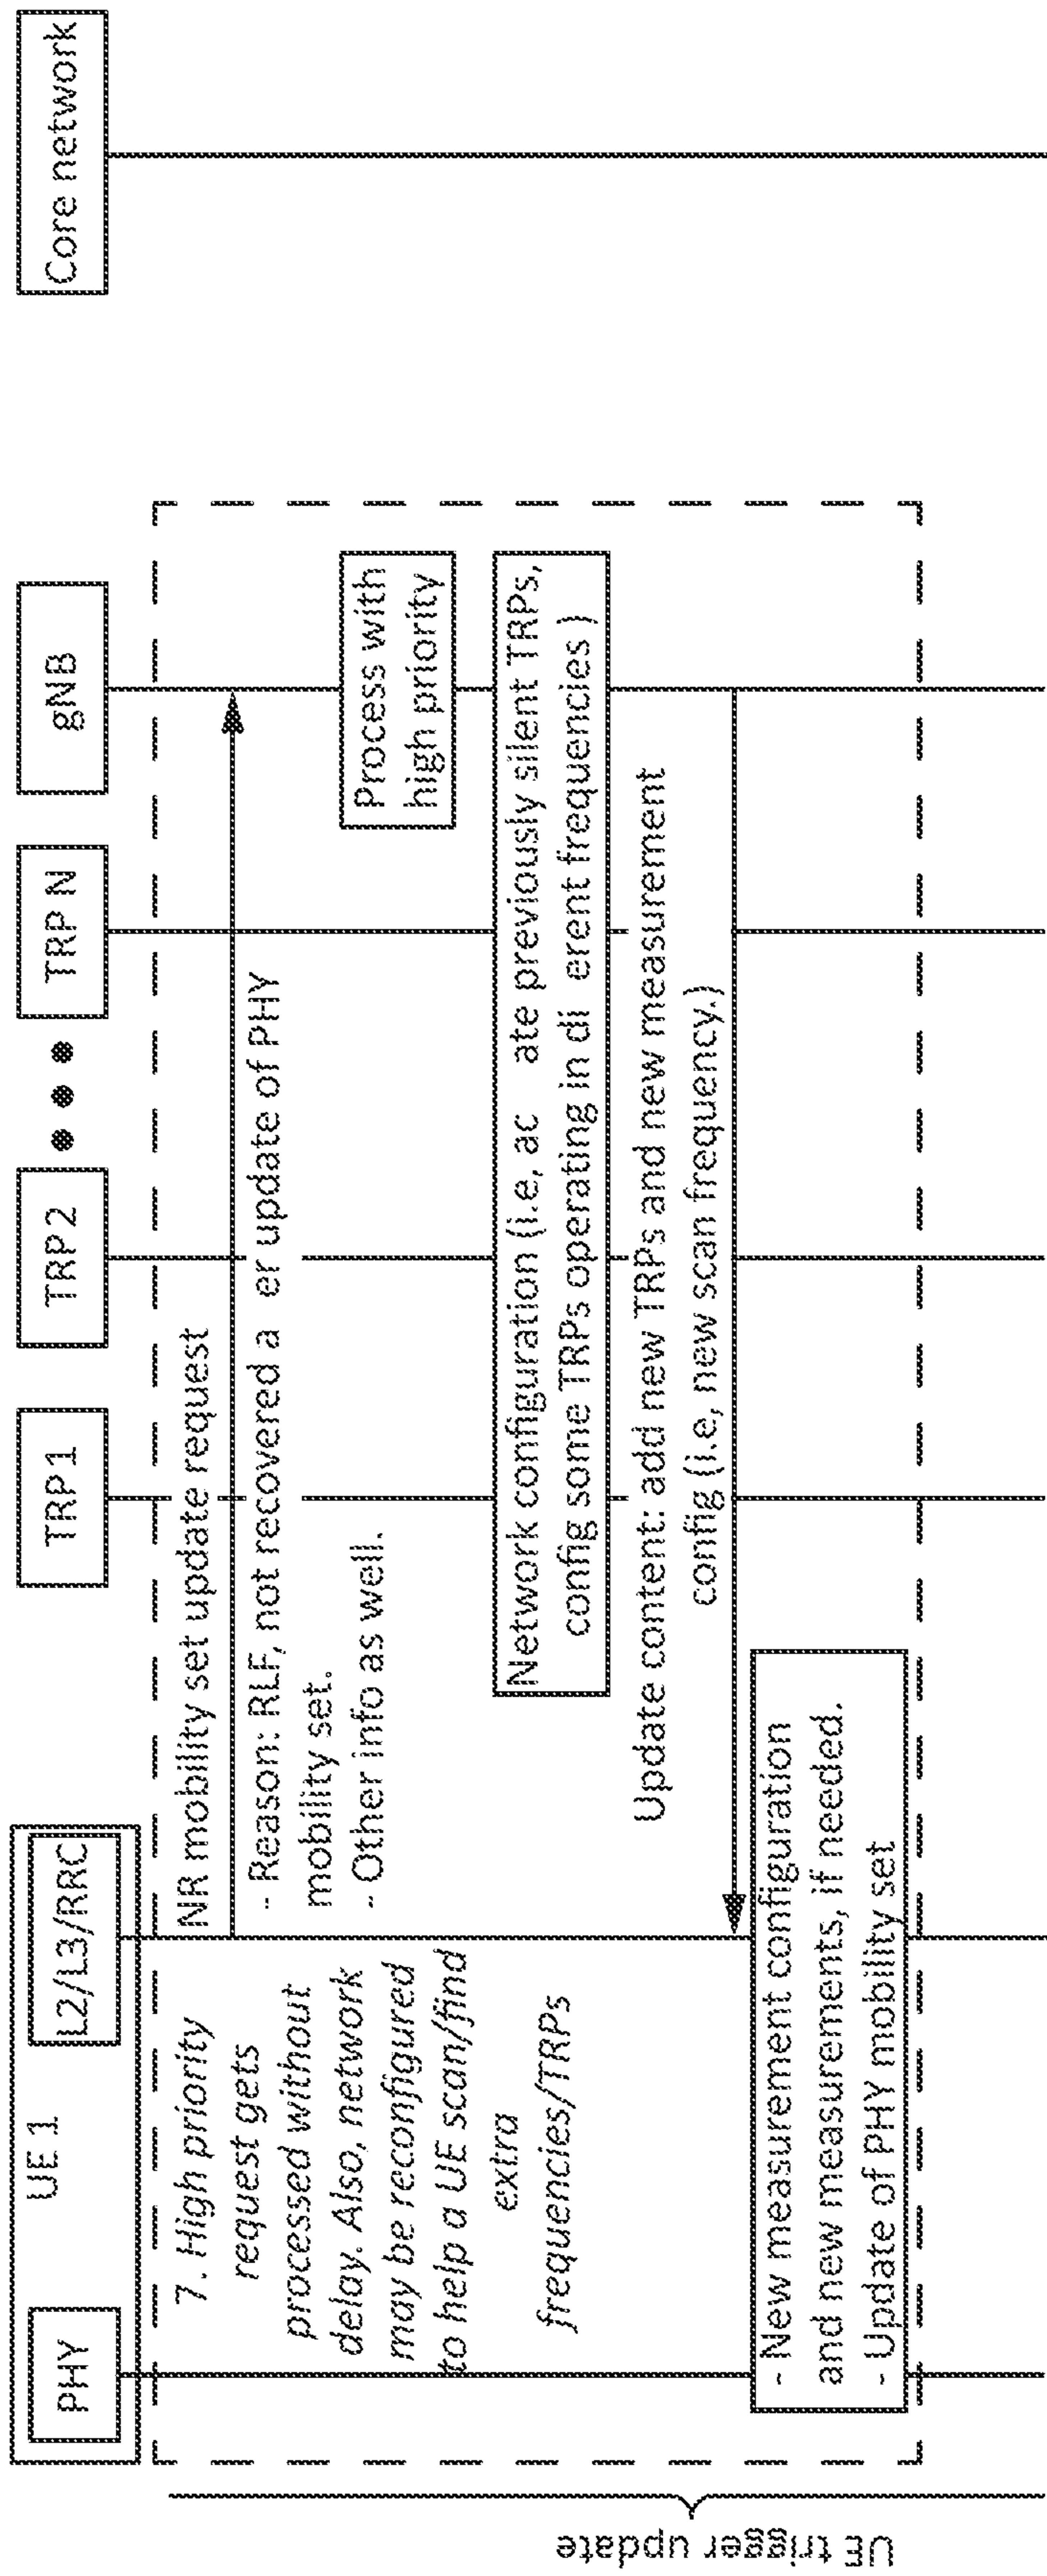 UE 1
PHY
L2/L3/RRC
TRP 1
TRP 2
TRP N
gNB
Core network
7. High priority
request gets
processed without
delay. Also, network
may be reconfigured
to help a UE scan/find
extra
frequencies/TRPs
NR mobility set update request
- Reason: RLF, not recovered a er update of PHY
mobility set.
- Other info as well.
Process with
high priority
Network configuration (i.e, ac ate previously silent TRPs,
config some TRPs operating in di erent frequencies )
Update content: add new TRPs and new measurement
config (i.e, new scan frequency.)
- New measurement configuration
and new measurements, if needed.
- Update of PHY mobility set
UE trigger update